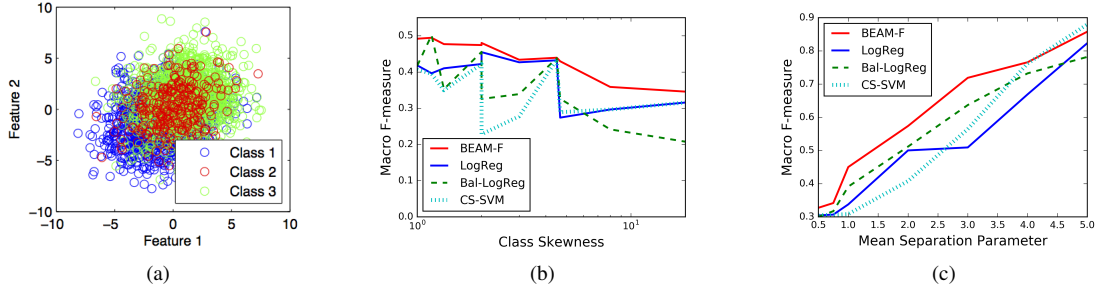 10
5
0
-5
-10
-10
-5
0
5
10
Feature 2
Feature 1
Class 1
Class 2
Class 3
(a)
0.5
0.4
0.3
0.2
0.1
0.0
10⁰
10¹
Macro F-measure
Class Skewness
BEAM-F
LogReg
Bal-LogReg
CS-SVM
(b)
0.9
0.8
0.7
0.6
0.5
0.4
0.3
0.5
1.0
1.5
2.0
2.5
3.0
3.5
4.0
4.5
5.0
Macro F-measure
Mean Separation Parameter
BEAM-F
LogReg
Bal-LogReg
CS-SVM
(c)